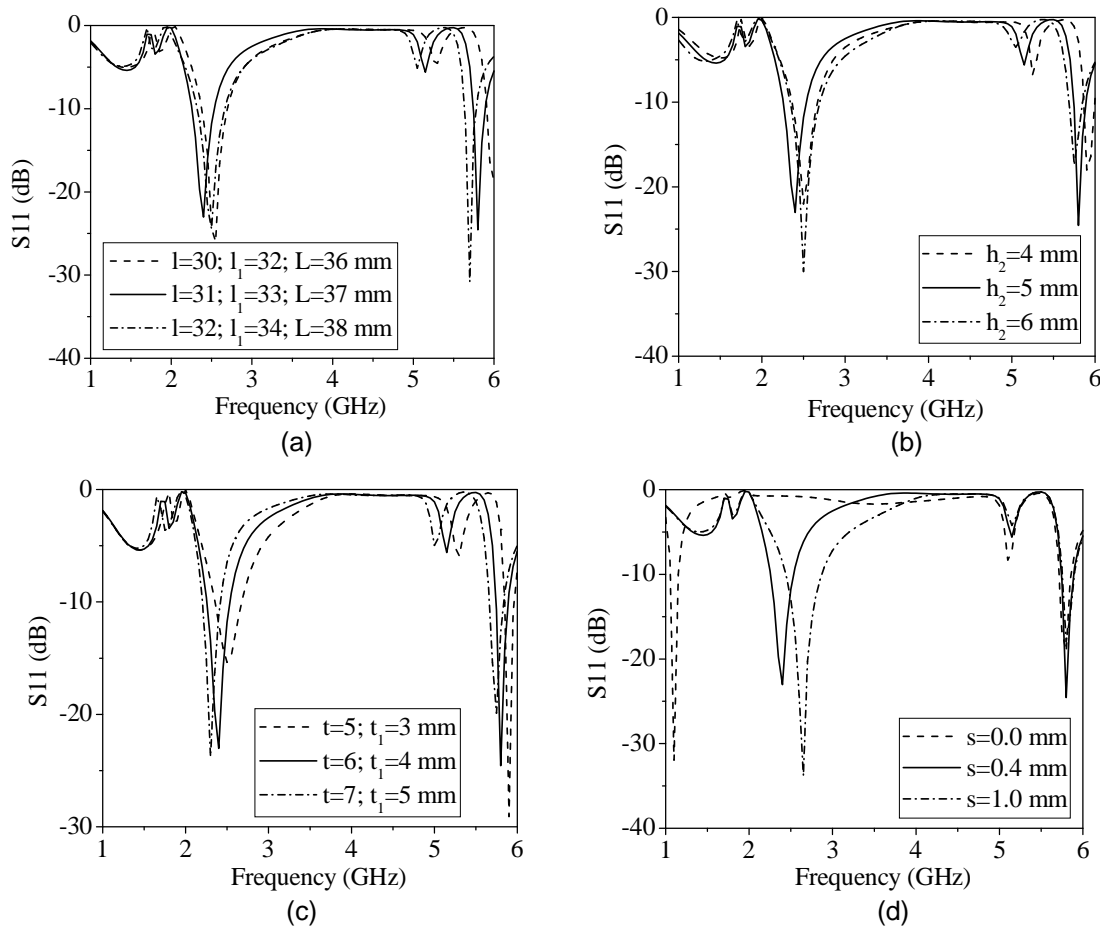 0
-10
-20
-30
-40
S11 (dB)
l=30; l₁=32; L=36 mm
l=31; l₁=33; L=37 mm
l=32; l₁=34; L=38 mm
1 2 3 4 5 6
Frequency (GHz)
(a)
0
-10
-20
-30
-40
S11 (dB)
h₂=4 mm
h₂=5 mm
h₂=6 mm
1 2 3 4 5 6
Frequency (GHz)
(b)
0
-10
-20
-30
S11 (dB)
t=5; t₁=3 mm
t=6; t₁=4 mm
t=7; t₁=5 mm
1 2 3 4 5 6
Frequency (GHz)
(c)
0
-10
-20
-30
-40
S11 (dB)
s=0.0 mm
s=0.4 mm
s=1.0 mm
1 2 3 4 5 6
Frequency (GHz)
(d)